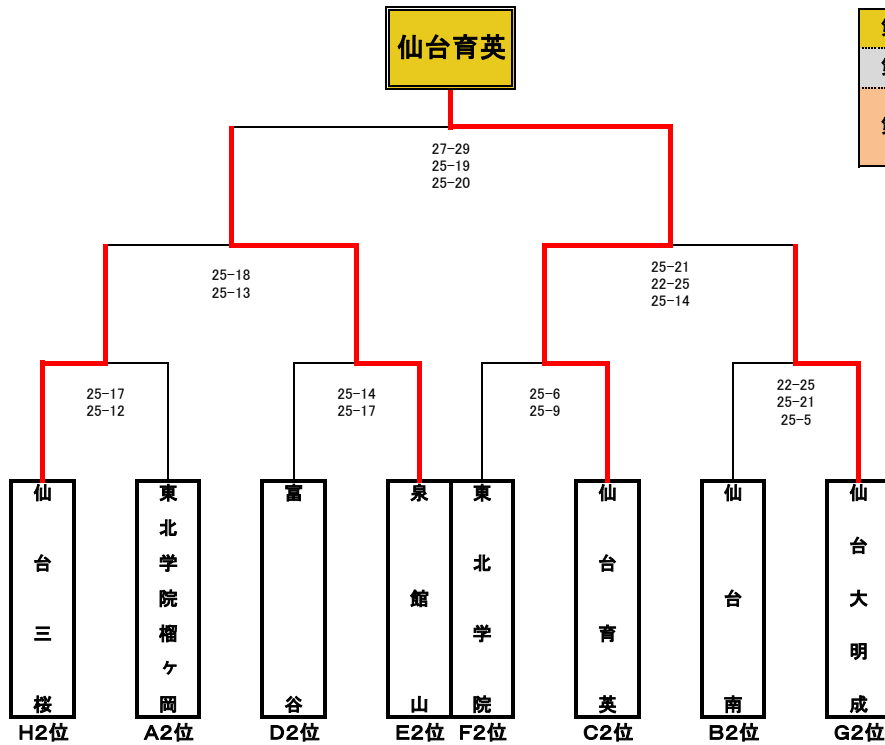 仙台育英
27-29
25-19
25-20
25-18
25-13
25-21
22-25
25-14
25-17
25-12
25-14
25-17
25-6
25-9
22-25
25-21
25-5
仙台三桜
東北学院榴ヶ岡
富谷
泉館山
東北学院
仙台育英
仙台南
仙台大明成
H2位
A2位
D2位
E2位
F2位
C2位
B2位
G2位